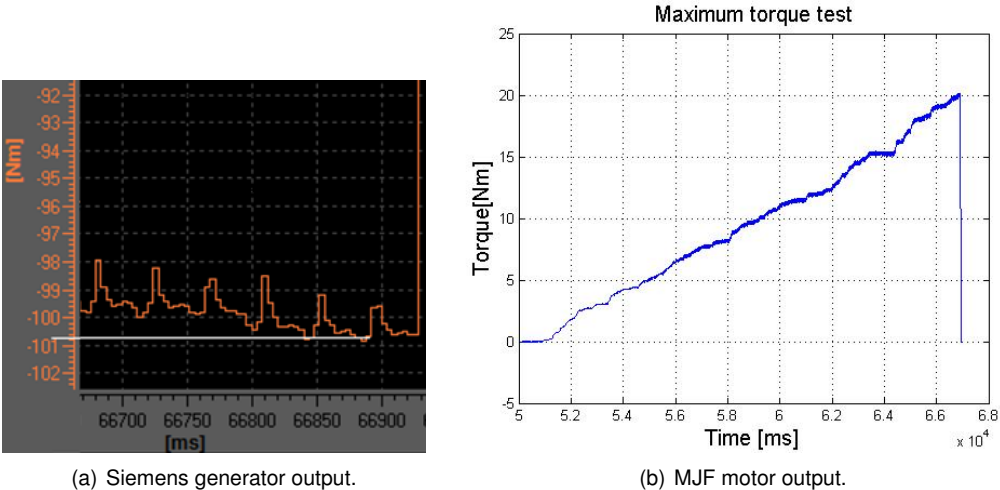 Maximum torque test
-92
-93
-94
-95
-96
-97
-98
-99
-100
-101
-102
[Nm]
66700 66750 66800 66850 66900
[ms]
25
20
15
10
5
0
-5
Torque[Nm]
5 5.2 5.4 5.6 5.8 6 6.2 6.4 6.6 6.8
x 10^4
Time [ms]
(a) Siemens generator output.
(b) MJF motor output.